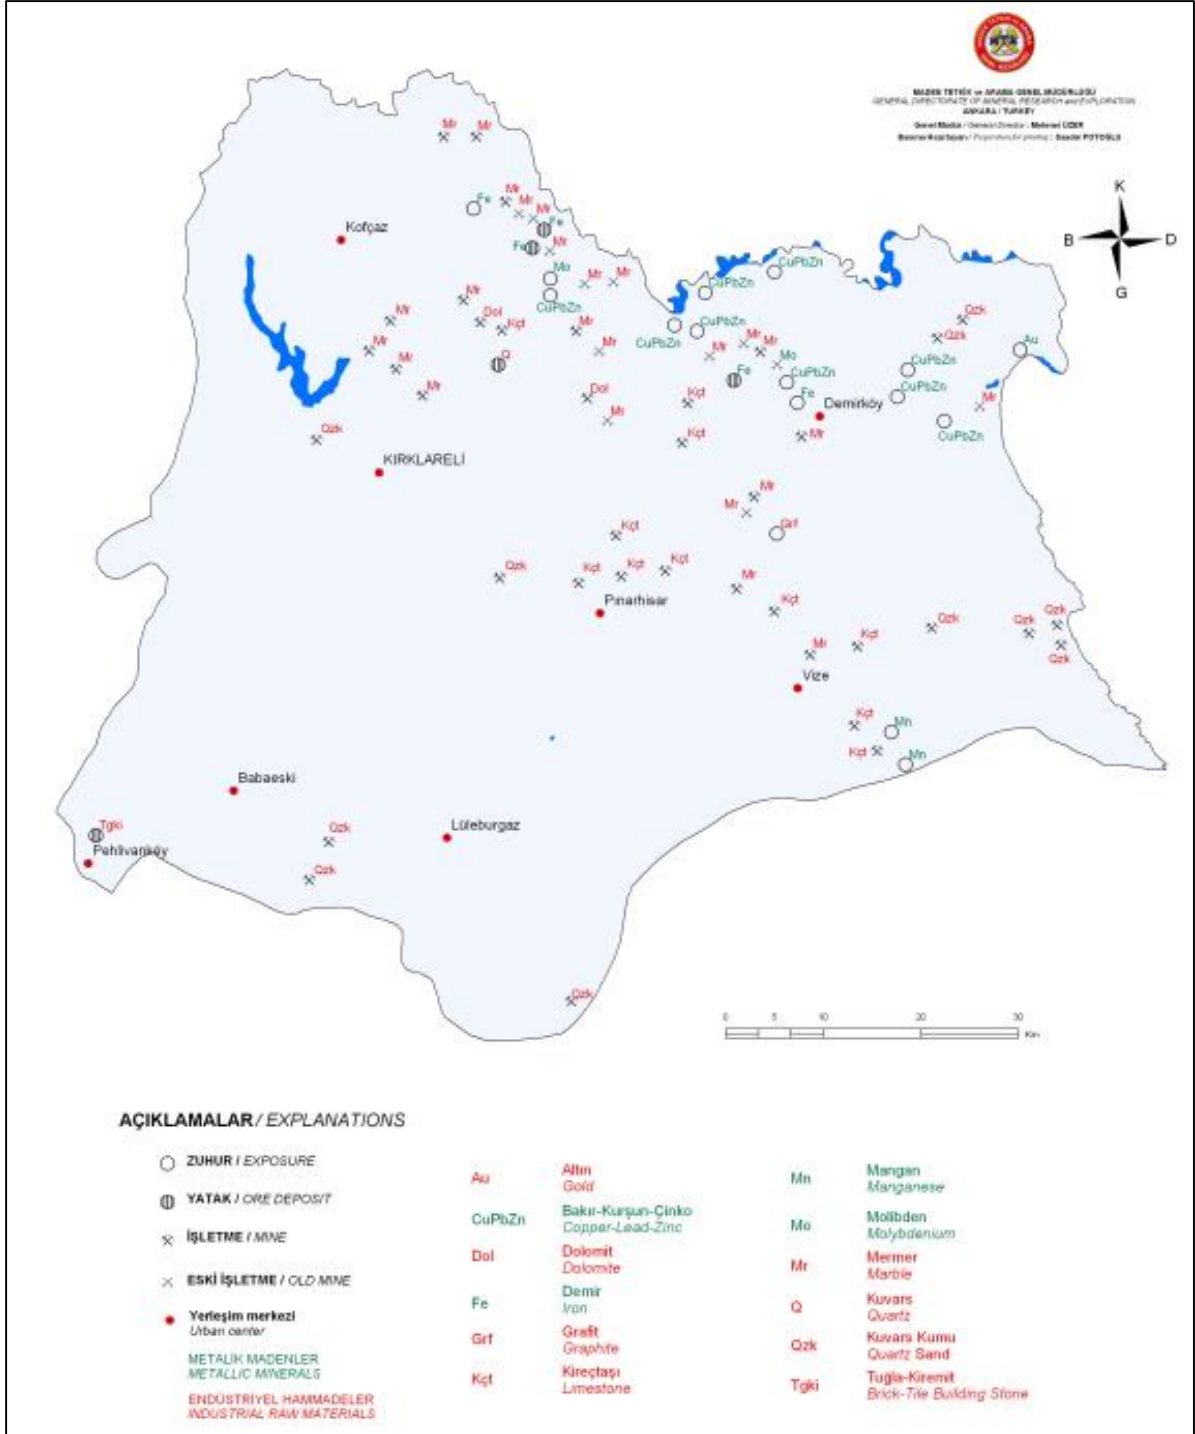 MADEN TETKİK ve ARAMA GENEL MÜDÜRLÜĞÜ
GENERAL DIRECTORATE OF MINERAL RESEARCH and EXPLORATION
ANKARA / TURKEY
Genel Müdür / General Director : Mehmet ÜZER
K
B D
G
Mr Mr
Mr
Fe
Mr
Mr
Fe
Kofçaz
Fe
Mr
CuPbZn
Mo
Mr
Mr
CuPbZn
CuPbZn
Mr
Mr
Dol
Kçt
Mr
CuPbZn
CuPbZn
Qzk
Qzk
Mr
Q
Mr
Mr
Mr
Mr
Mo
Au
Mr
Fe
CuPbZn
CuPbZn
Mr
Dol
Kçt
Fe
Demirköy
CuPbZn
Mr
Mr
Qzk
Kçt
Mr
CuPbZn
KIRKLARELİ
Mr
Mr
Kçt
Grf
Qzk
Kçt
Kçt
Kçt
Mr
Pınarhisar
Kçt
Qzk
Qzk
Qzk
Mr
Kçt
Qzk
Vize
Kçt
Mn
Kçt
Mn
Babaeski
Tgki
Qzk
Lüleburgaz
Pehlivanköy
Qzk
Qzk
0 5 10 20 30
Km
AÇIKLAMALAR / EXPLANATIONS
ZUHUR / EXPOSURE
YATAK / ORE DEPOSIT
İŞLETME / MINE
ESKİ İŞLETME / OLD MINE
Yerleşim merkezi
Urban center
METALİK MADENLER
METALLIC MINERALS
ENDÜSTRİYEL HAMMADELER
INDUSTRIAL RAW MATERIALS
Au Altın
Gold
CuPbZn Bakır-Kurşun-Çinko
Copper-Lead-Zinc
Dol Dolomit
Dolomite
Fe Demir
Iron
Grf Grafit
Graphite
Kçt Kireçtaşı
Limestone
Mn Mangan
Manganese
Mo Molibden
Molybdenium
Mr Mermer
Marble
Q Kuvars
Quartz
Qzk Kuvars Kumu
Quartz Sand
Tgki Tuğla-Kiremit
Brick-Tile Building Stone